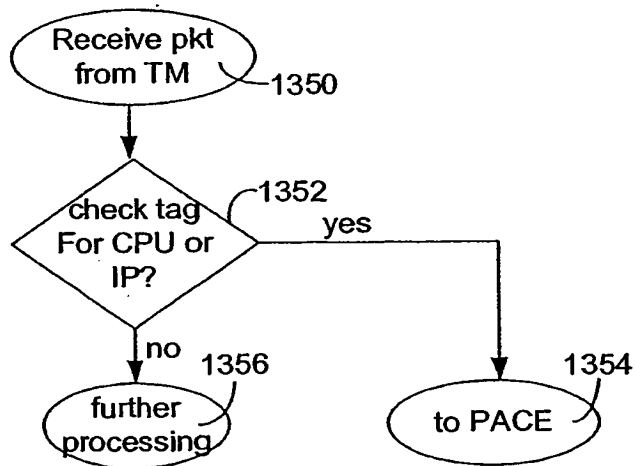 Receive pkt
from TM
1350
1352
check tag
For CPU or
IP?
yes
no
1356
further
processing
1354
to PACE